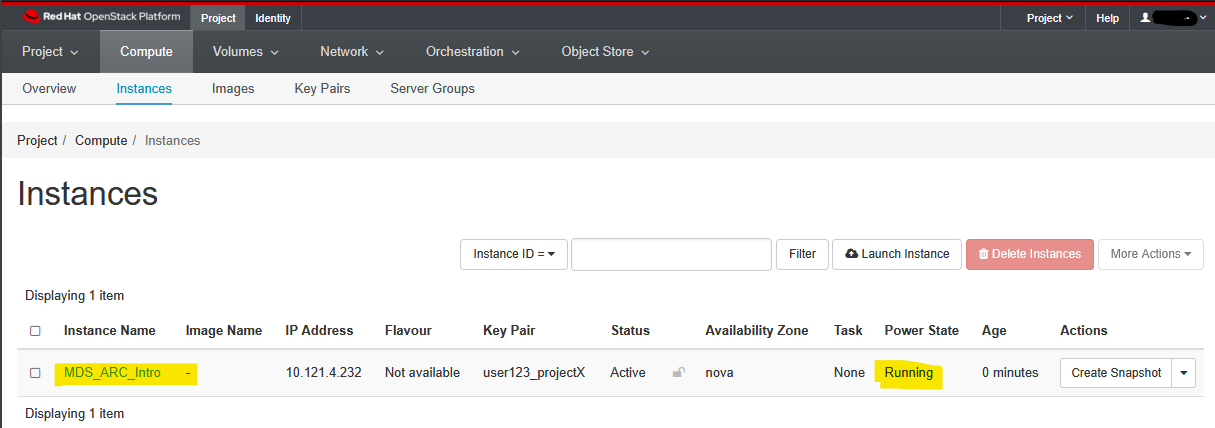 Red Hat OpenStack Platform Project Identity Project Help
Project Compute Volumes Network Orchestration Object Store
Overview Instances Images Key Pairs Server Groups
Project / Compute / Instances
Instances
Instance ID = Filter Launch Instance Delete Instances More Actions
Displaying 1 item
Instance Name Image Name IP Address Flavour Key Pair Status Availability Zone Task Power State Age Actions
MDS_ARC_Intro - 10.121.4.232 Not available user123_projectX Active nova None Running 0 minutes Create Snapshot
Displaying 1 item